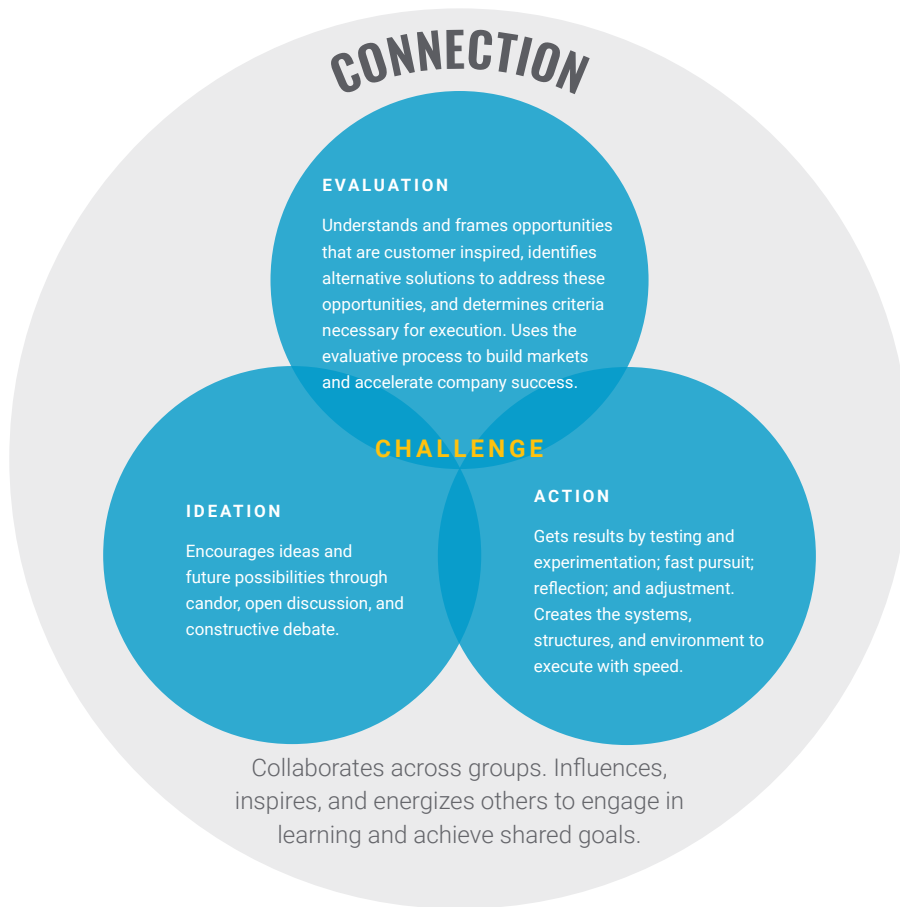 CONNECTION
EVALUATION
Understands and frames opportunities
that are customer inspired, identifies
alternative solutions to address these
opportunities, and determines criteria
necessary for execution. Uses the
evaluative process to build markets
and accelerate company success.
CHALLENGE
IDEATION
Encourages ideas and
future possibilities through
candor, open discussion, and
constructive debate.
ACTION
Gets results by testing and
experimentation; fast pursuit;
reflection; and adjustment.
Creates the systems,
structures, and environment to
execute with speed.
Collaborates across groups. Influences,
inspires, and energizes others to engage in
learning and achieve shared goals.